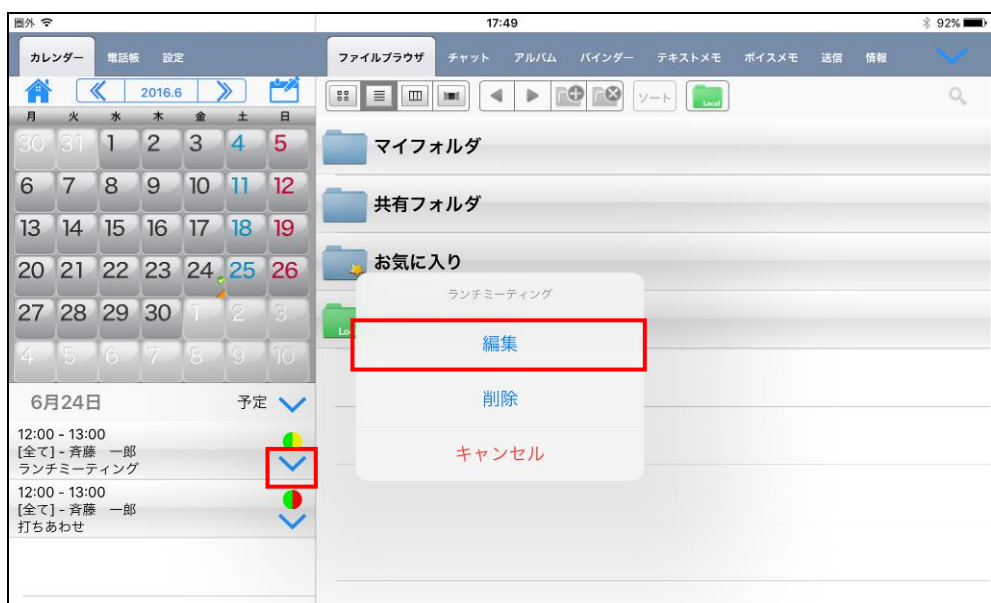 圏外 17:49 92%
カレンダー 電話帳 設定
ファイルブラウザ チャット アルバム バインダー テキストメモ ボイスメモ 送信 情報
2016.6
ソート Local
月 火 水 木 金 土 日
30 31 1 2 3 4 5
6 7 8 9 10 11 12
13 14 15 16 17 18 19
20 21 22 23 24 25 26
27 28 29 30 1 2 3
4 5 6 7 8 9 10
6月24日 予定
12:00 - 13:00
[全て] - 斉藤 一郎
ランチミーティング
12:00 - 13:00
[全て] - 斉藤 一郎
打ちあわせ
マイフォルダ
共有フォルダ
お気に入り
ランチミーティング
編集
削除
キャンセル